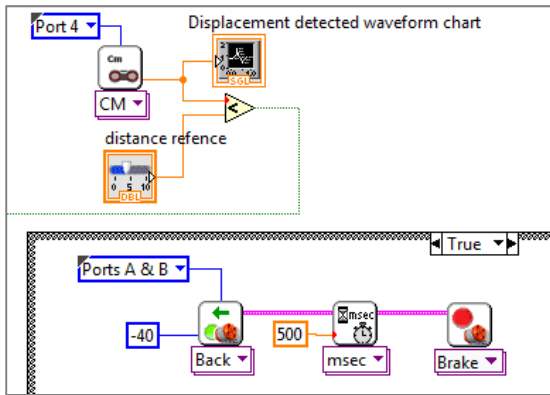 Port 4
Displacement detected waveform chart
Cm
SGL
CM
<
distance refence
0 5 10
DBL
True
Ports A & B
-40
500
msec
Back
msec
Brake